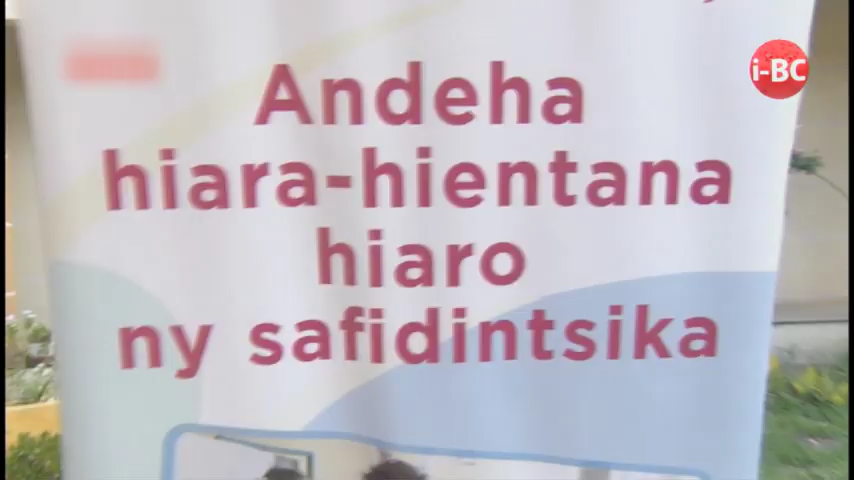 i-BC
Andeha
hiara-hientana
hiaro
ny safidintsika